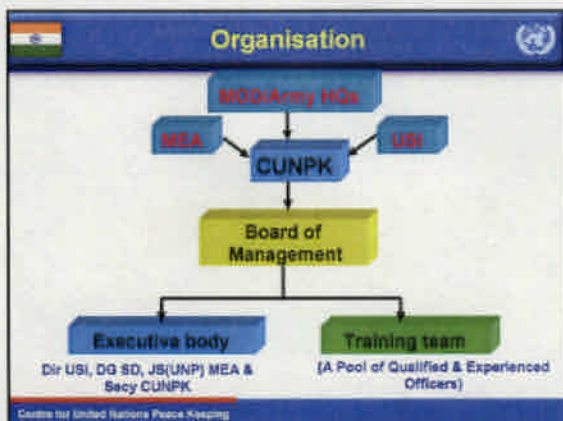 Organisation
MOD/Army HQs
MEA
USI
CUNPK
Board of
Management
Executive body
Training team
Dir USI, DG SD, JS(UNP) MEA &
Secy CUNPK
(A Pool of Qualified & Experienced
Officers)
Centre for United Nations Peace Keeping